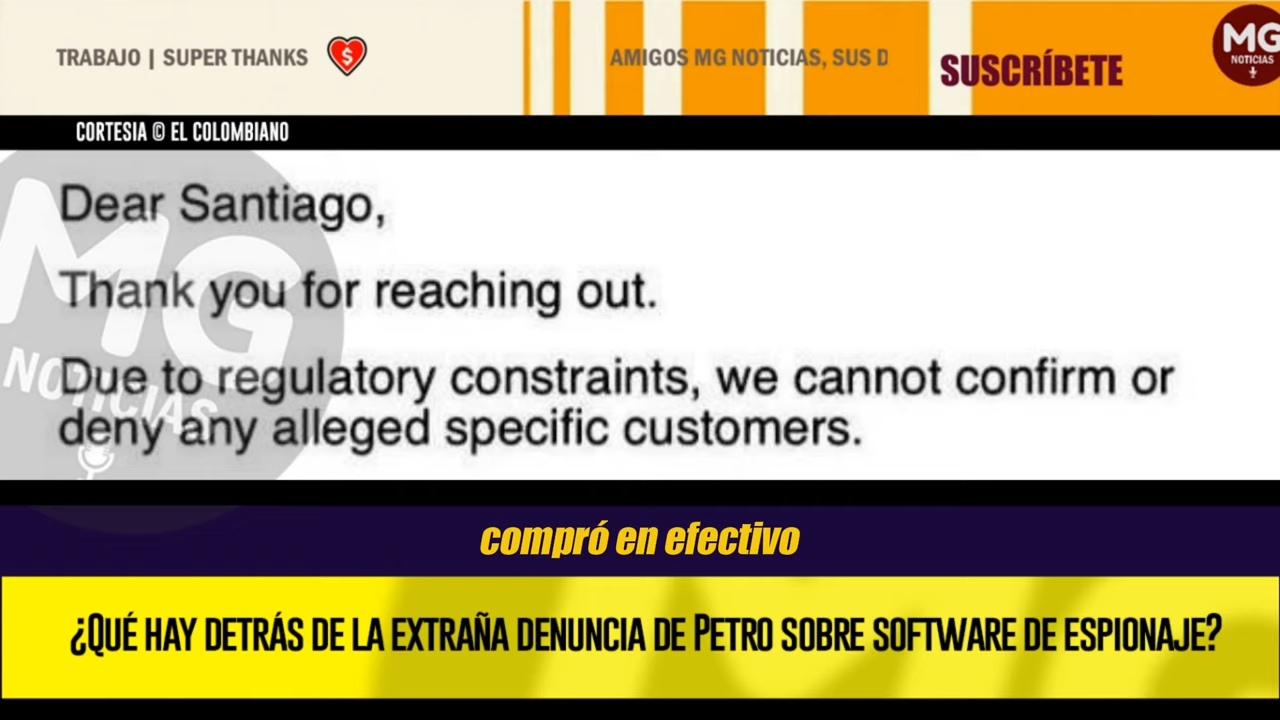 TRABAJO | SUPER THANKS
$
AMIGOS MG NOTICIAS, SUS D
SUSCRÍBETE
MG
NOTICIAS
CORTESIA © EL COLOMBIANO
MG
NOTICIAS
Dear Santiago,
Thank you for reaching out.
Due to regulatory constraints, we cannot confirm or
deny any alleged specific customers.
compró en efectivo
¿QUÉ HAY DETRÁS DE LA EXTRAÑA DENUNCIA DE PETRO SOBRE SOFTWARE DE ESPIONAJE?